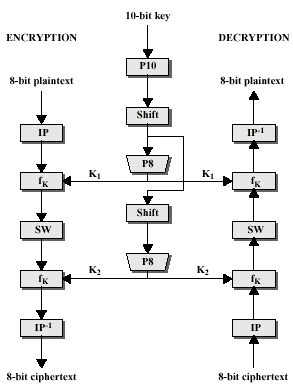 10-bit key
ENCRYPTION
DECRYPTION
8-bit plaintext
P10
8-bit plaintext
Shift
IP
IP-1
P8
fK
K1
K1
fK
Shift
SW
SW
P8
fK
K2
K2
fK
IP-1
IP
8-bit ciphertext
8-bit ciphertext